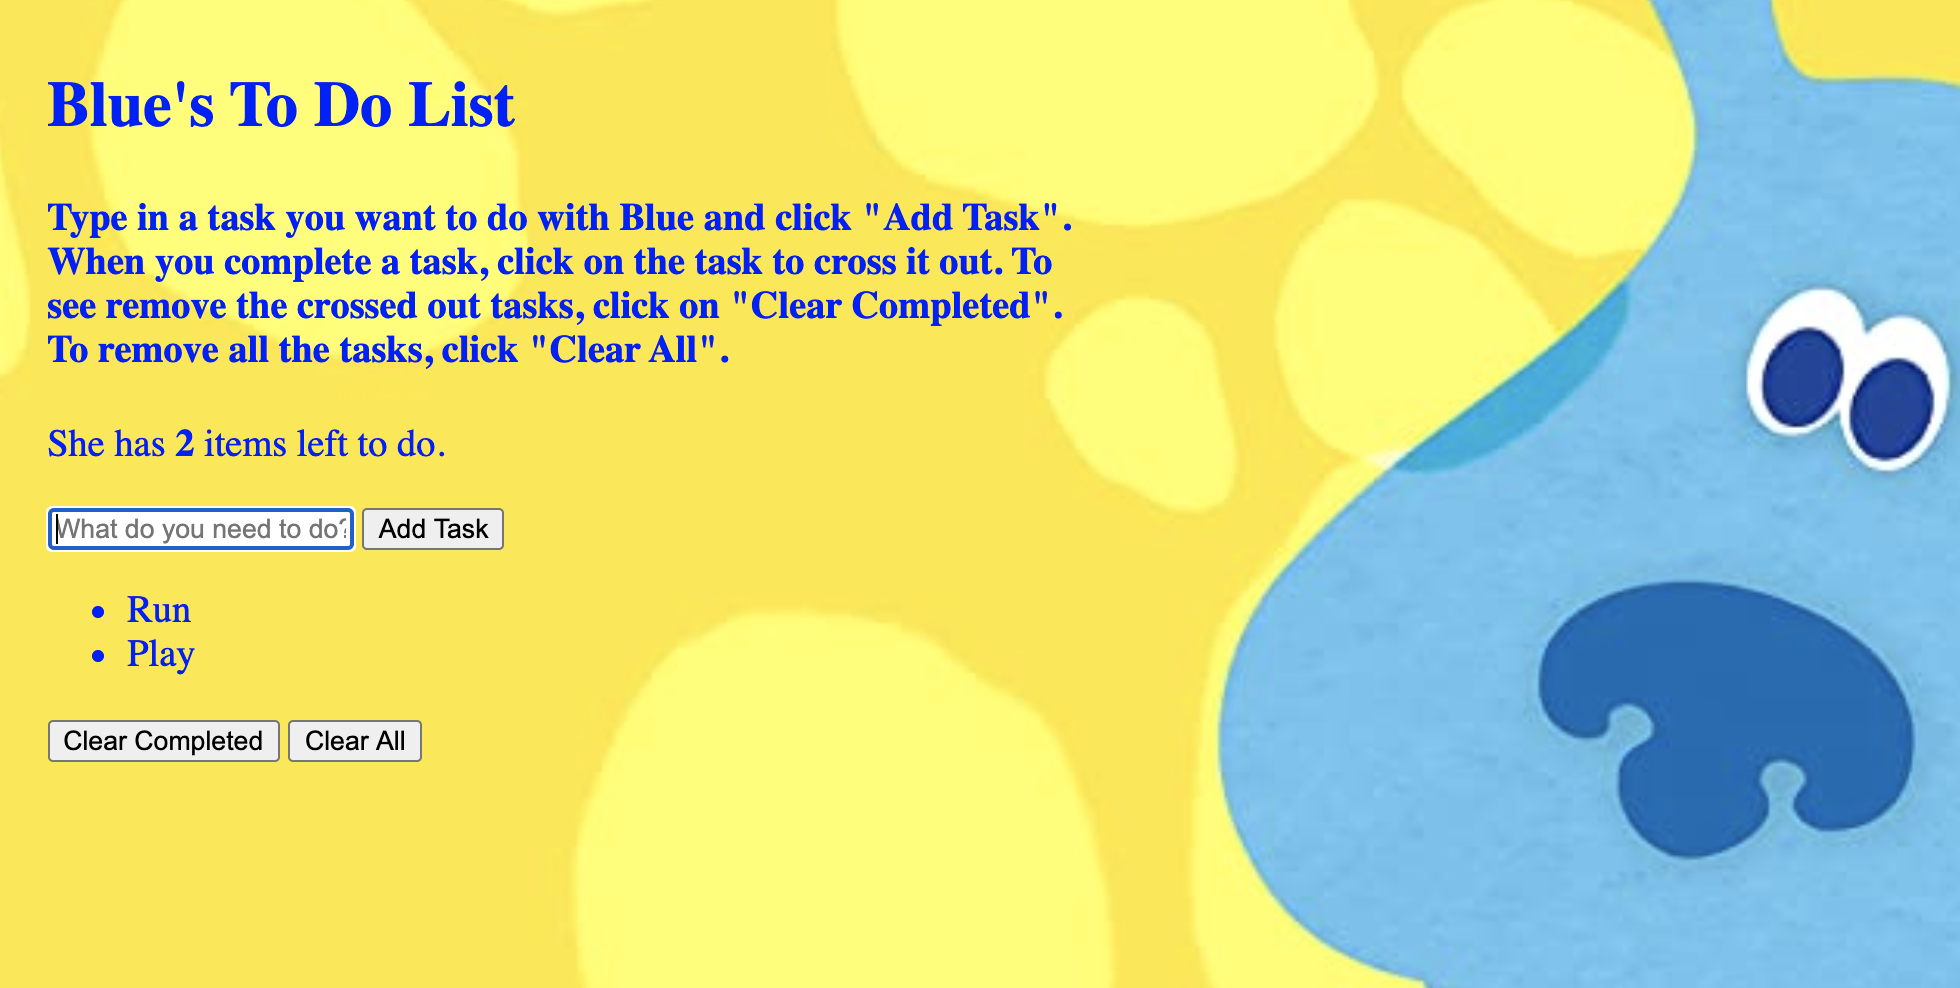 Blue's To Do List
Type in a task you want to do with Blue and click "Add Task".
When you complete a task, click on the task to cross it out. To
see remove the crossed out tasks, click on "Clear Completed".
To remove all the tasks, click "Clear All".
She has 2 items left to do.
What do you need to do? Add Task
Run
Play
Clear Completed Clear All